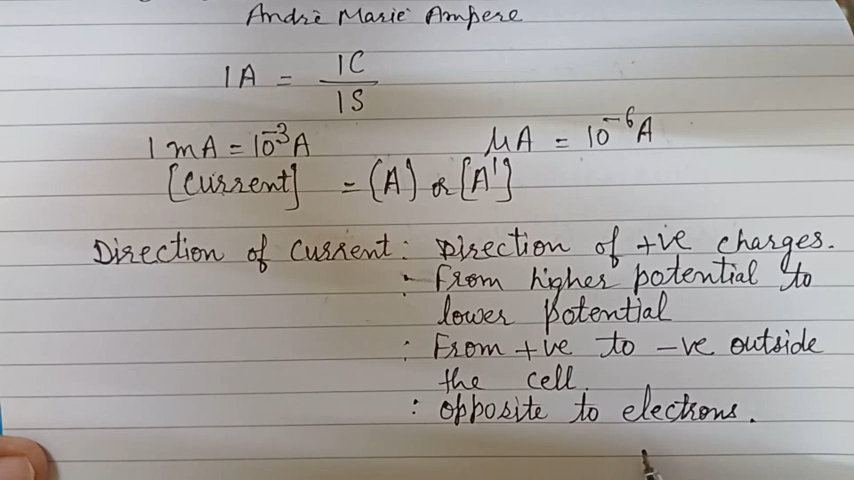 Andrè Marie Ampere
1A = 1C / 1S
1 mA = 10⁻³A    μA = 10⁻⁶A
[Current] = (A) or [A¹]
Direction of Current : Direction of +ve charges.
: From higher potential to
lower potential
: From +ve to -ve outside
the cell.
: opposite to electrons.